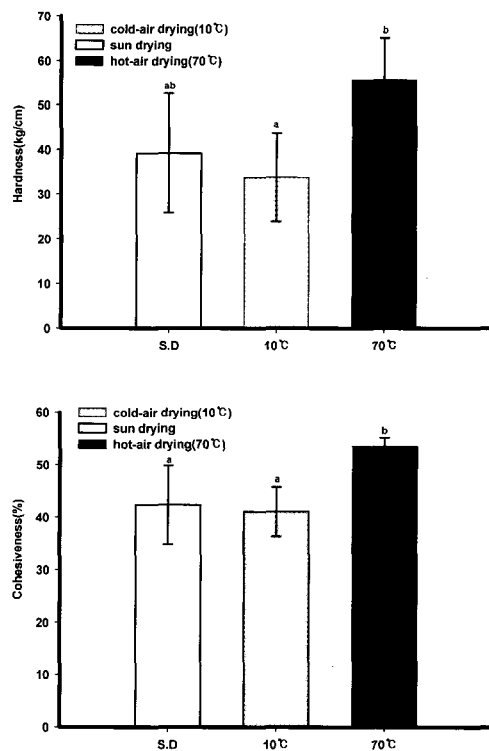 70
cold-air drying(10℃)
60
sun drying
b
hot-air drying(70℃)
50
ab
40
a
30
20
10
0
Hardness(kg/cm)
S.D
10℃
70℃
60
cold-air drying(10℃)
sun drying
b
hot-air drying(70℃)
50
a
a
40
30
20
10
0
Cohesiveness(%)
S.D
10℃
70℃